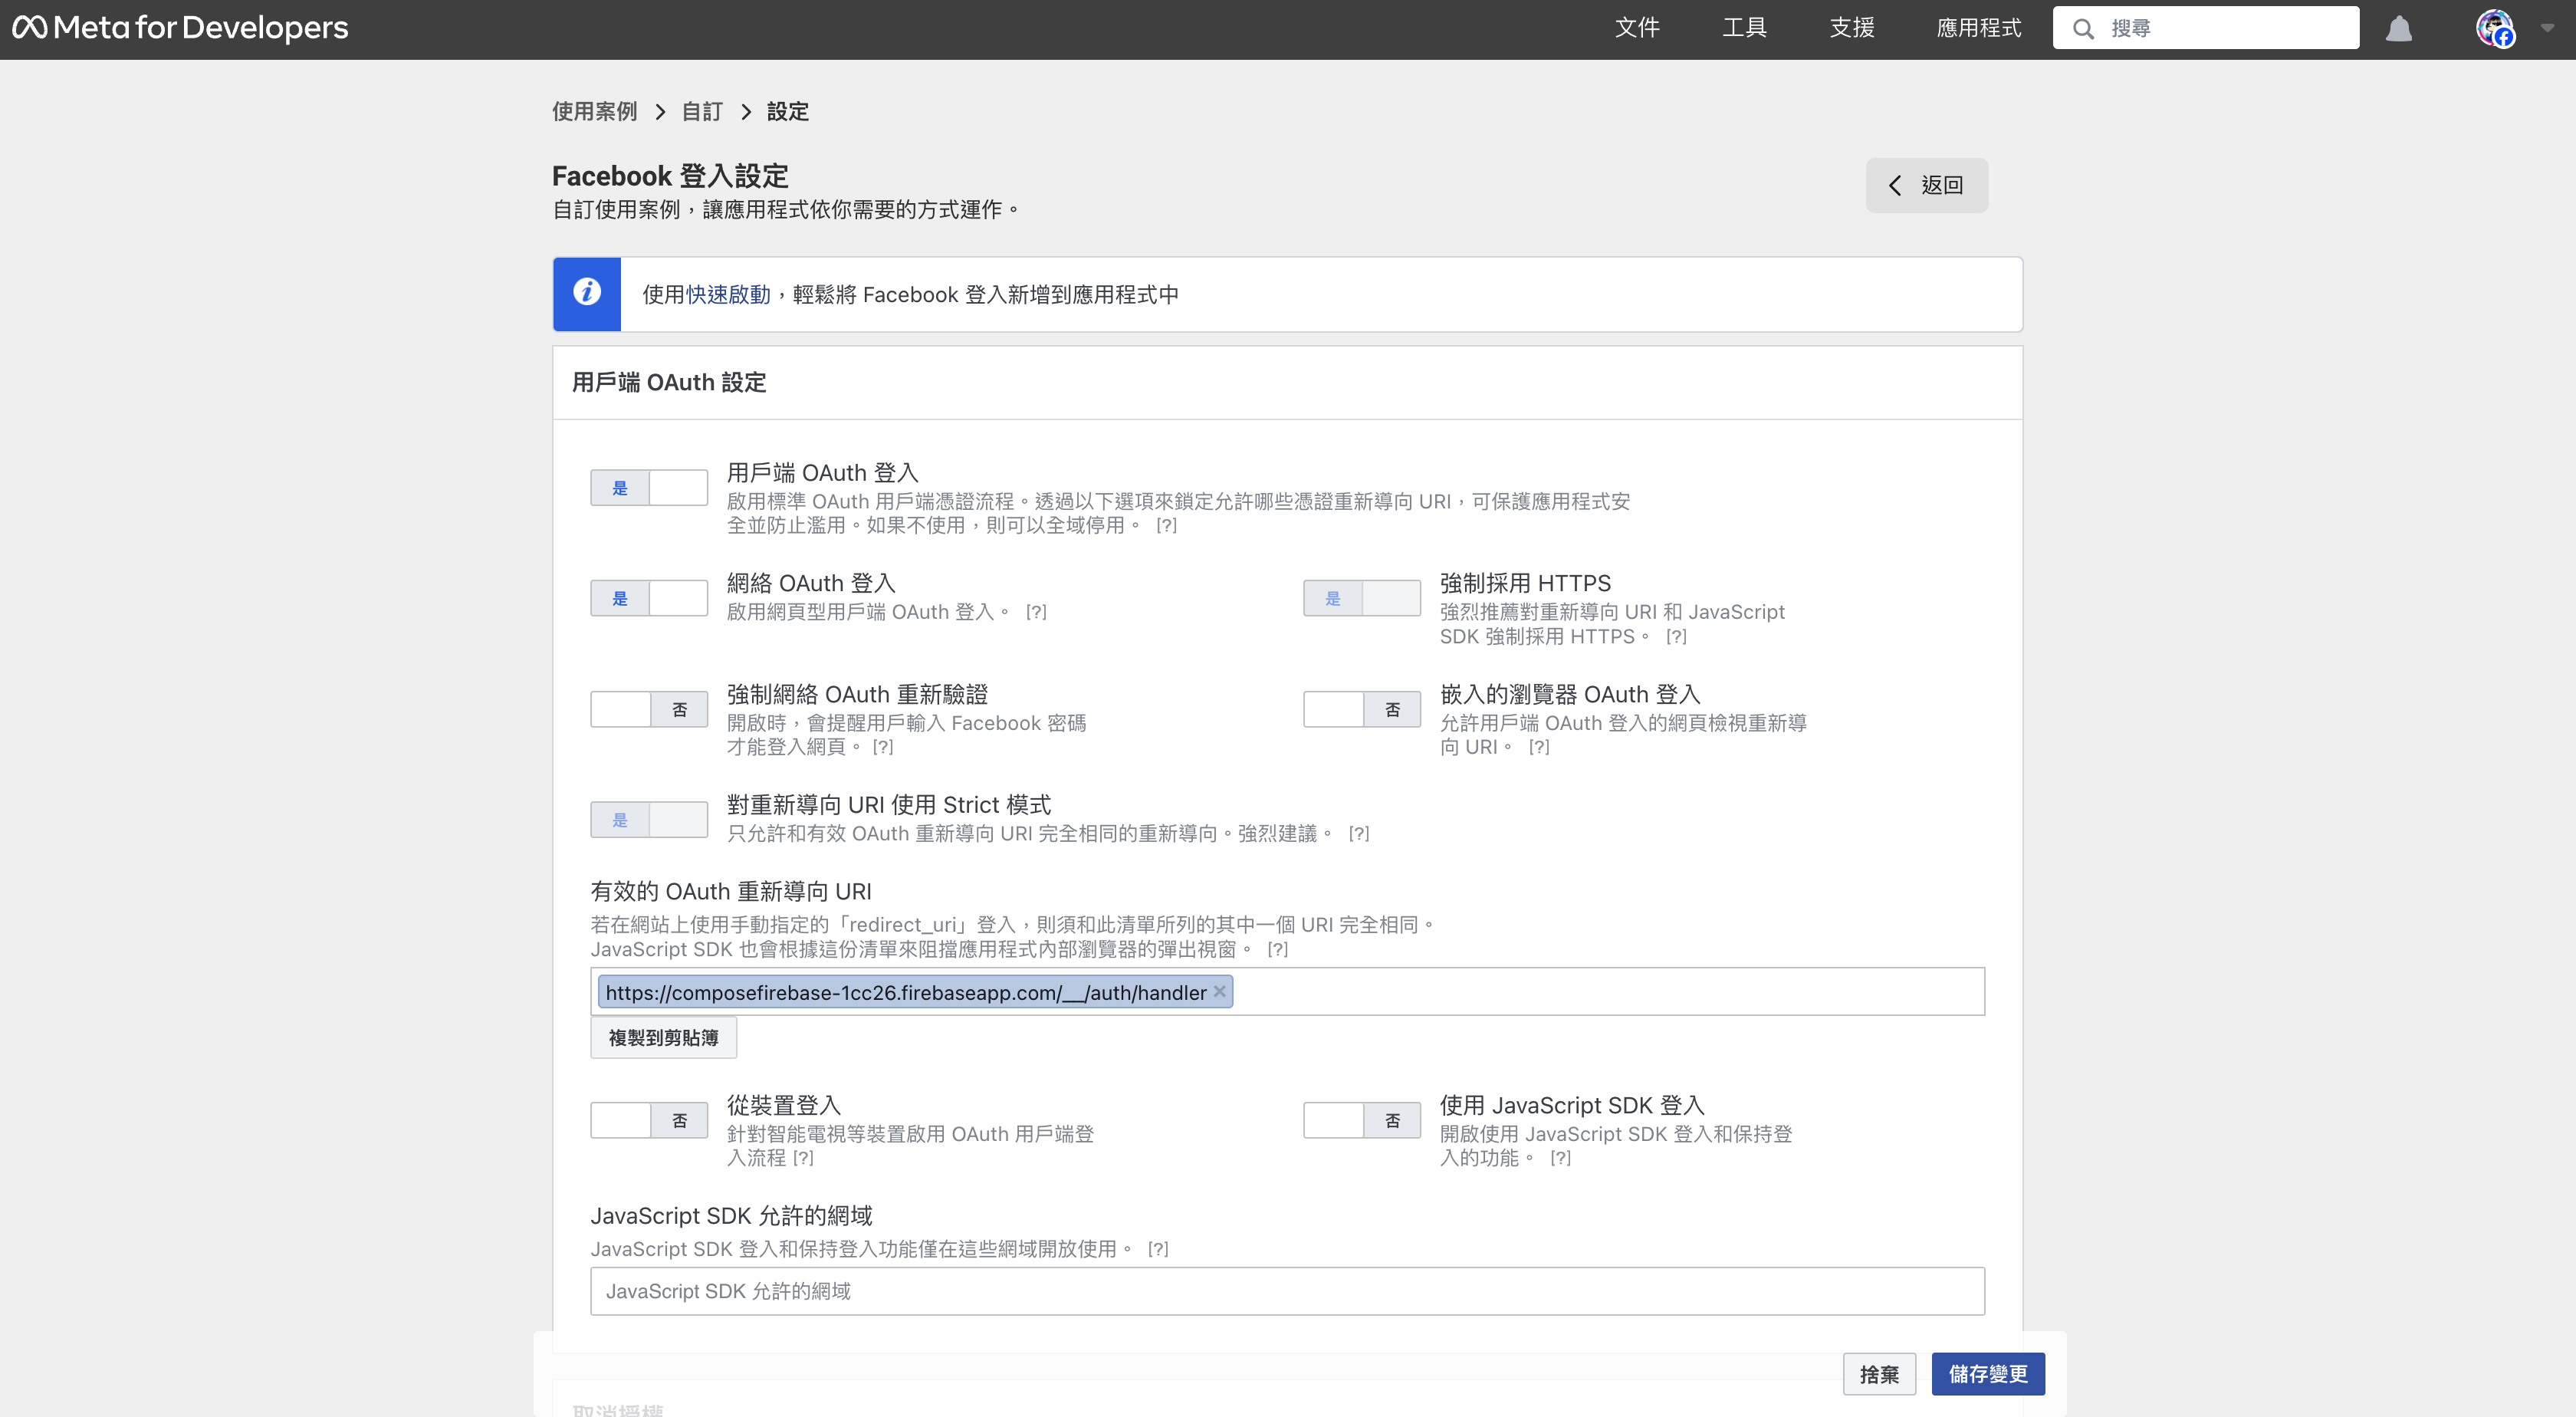 Meta for Developers
文件
工具
支援
應用程式
搜尋
使用案例 > 自訂 > 設定
Facebook 登入設定
自訂使用案例，讓應用程式依你需要的方式運作。
返回
使用快速啟動，輕鬆將 Facebook 登入新增到應用程式中
用戶端 OAuth 設定
是
用戶端 OAuth 登入
啟用標準 OAuth 用戶端憑證流程。透過以下選項來鎖定允許哪些憑證重新導向 URI，可保護應用程式安
全並防止濫用。如果不使用，則可以全域停用。 [?]
是
網絡 OAuth 登入
啟用網頁型用戶端 OAuth 登入。 [?]
是
強制採用 HTTPS
強烈推薦對重新導向 URI 和 JavaScript
SDK 強制採用 HTTPS。 [?]
否
強制網絡 OAuth 重新驗證
開啟時，會提醒用戶輸入 Facebook 密碼
才能登入網頁。 [?]
否
嵌入的瀏覽器 OAuth 登入
允許用戶端 OAuth 登入的網頁檢視重新導
向 URI。 [?]
是
對重新導向 URI 使用 Strict 模式
只允許和有效 OAuth 重新導向 URI 完全相同的重新導向。強烈建議。 [?]
有效的 OAuth 重新導向 URI
若在網站上使用手動指定的「redirect_uri」登入，則須和此清單所列的其中一個 URI 完全相同。
JavaScript SDK 也會根據這份清單來阻擋應用程式內部瀏覽器的彈出視窗。 [?]
https://composefirebase-1cc26.firebaseapp.com/__/auth/handler
複製到剪貼簿
否
從裝置登入
針對智能電視等裝置啟用 OAuth 用戶端登
入流程 [?]
否
使用 JavaScript SDK 登入
開啟使用 JavaScript SDK 登入和保持登
入的功能。 [?]
JavaScript SDK 允許的網域
JavaScript SDK 登入和保持登入功能僅在這些網域開放使用。 [?]
JavaScript SDK 允許的網域
捨棄
儲存變更
取消授權